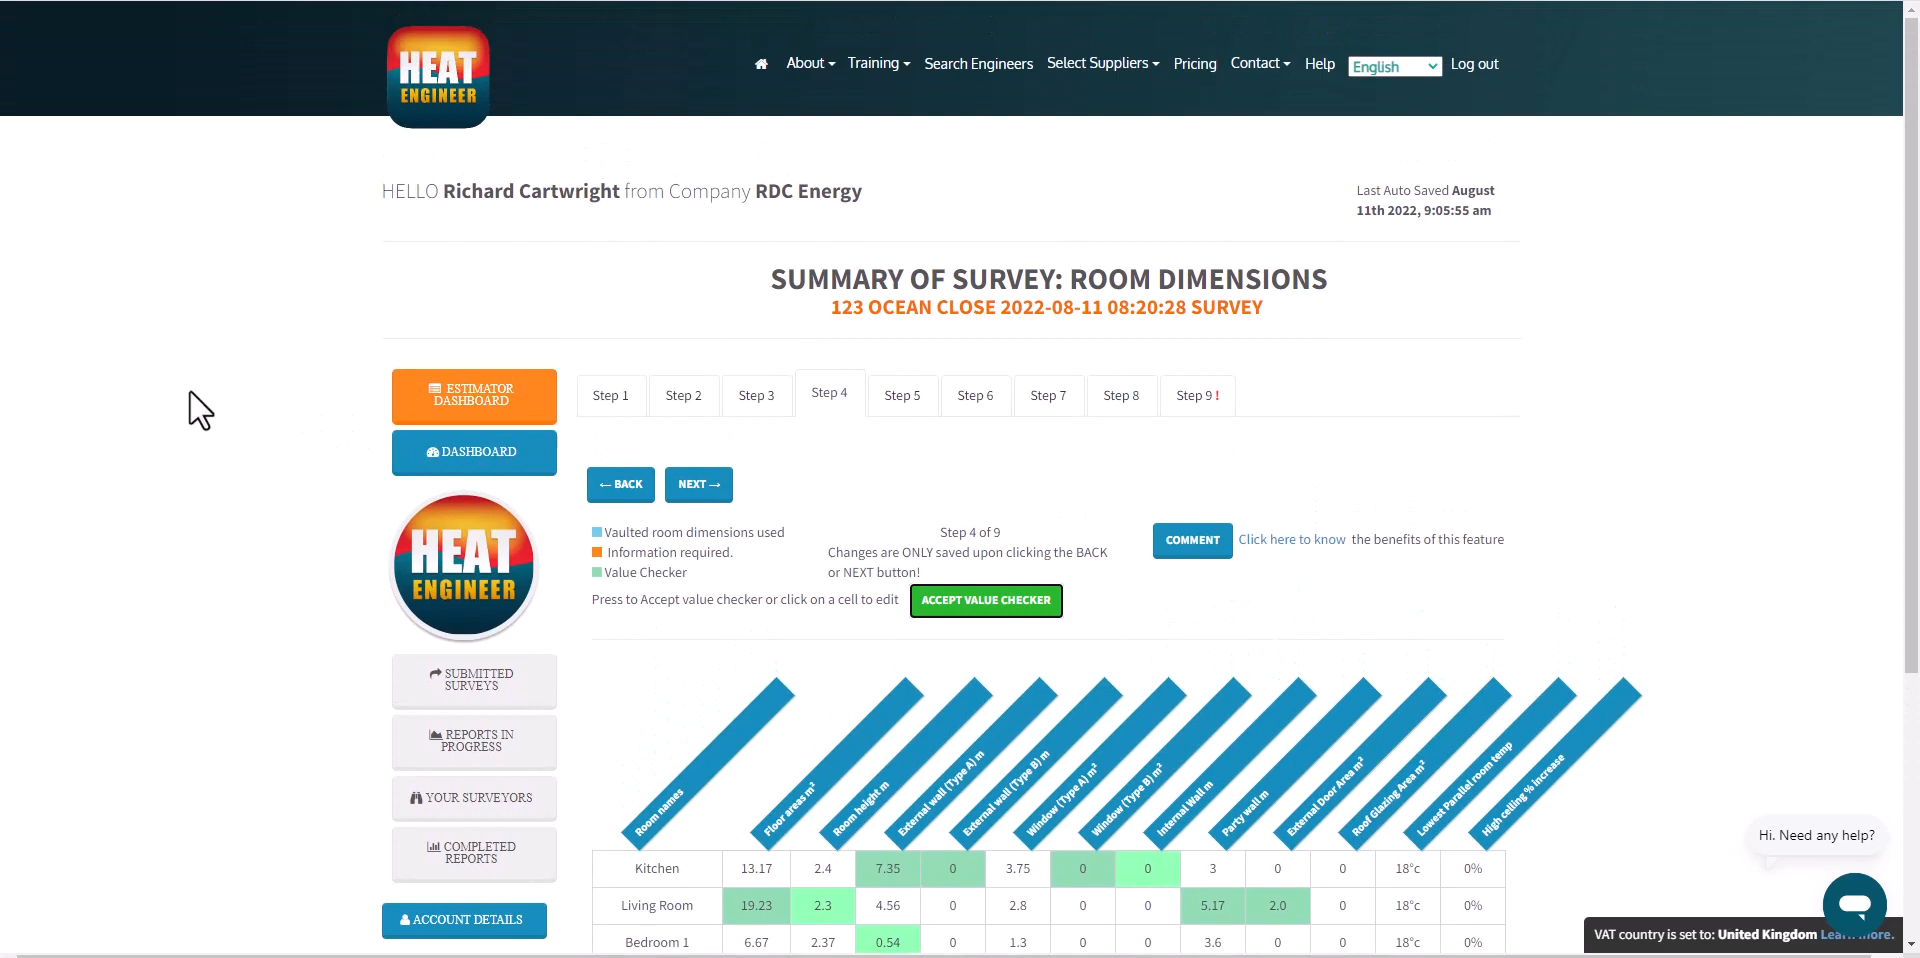 HEAT
ENGINEER
About
Training
Search Engineers
Select Suppliers
Pricing
Contact
Help
English
Log out
HELLO Richard Cartwright from Company RDC Energy
Last Auto Saved August
11th 2022, 9:05:55 am
SUMMARY OF SURVEY: ROOM DIMENSIONS
123 OCEAN CLOSE 2022-08-11 08:20:28 SURVEY
ESTIMATOR
DASHBOARD
DASHBOARD
HEAT
ENGINEER
SUBMITTED
SURVEYS
REPORTS IN
PROGRESS
YOUR SURVEYORS
COMPLETED
REPORTS
ACCOUNT DETAILS
Step 1
Step 2
Step 3
Step 4
Step 5
Step 6
Step 7
Step 8
Step 9 !
← BACK
NEXT →
Vaulted room dimensions used
Information required.
Value Checker
Step 4 of 9
Changes are ONLY saved upon clicking the BACK
or NEXT button!
COMMENT
Click here to know the benefits of this feature
Press to Accept value checker or click on a cell to edit
ACCEPT VALUE CHECKER
Room names
Floor areas m²
Room height m
External wall (Type A) m
External wall (Type B) m
Window (Type A) m²
Window (Type B) m²
Internal Wall m
Party wall m
External Door Area m²
Roof Glazing Area m²
Lowest Parallel room temp
High ceiling % increase
Kitchen 13.17 2.4 7.35 0 3.75 0 0 3 0 0 18°c 0%
Living Room 19.23 2.3 4.56 0 2.8 0 0 5.17 2.0 0 18°c 0%
Bedroom 1 6.67 2.37 0.54 0 1.3 0 0 3.6 0 0 18°c 0%
Hi. Need any help?
VAT country is set to: United Kingdom Learn more.